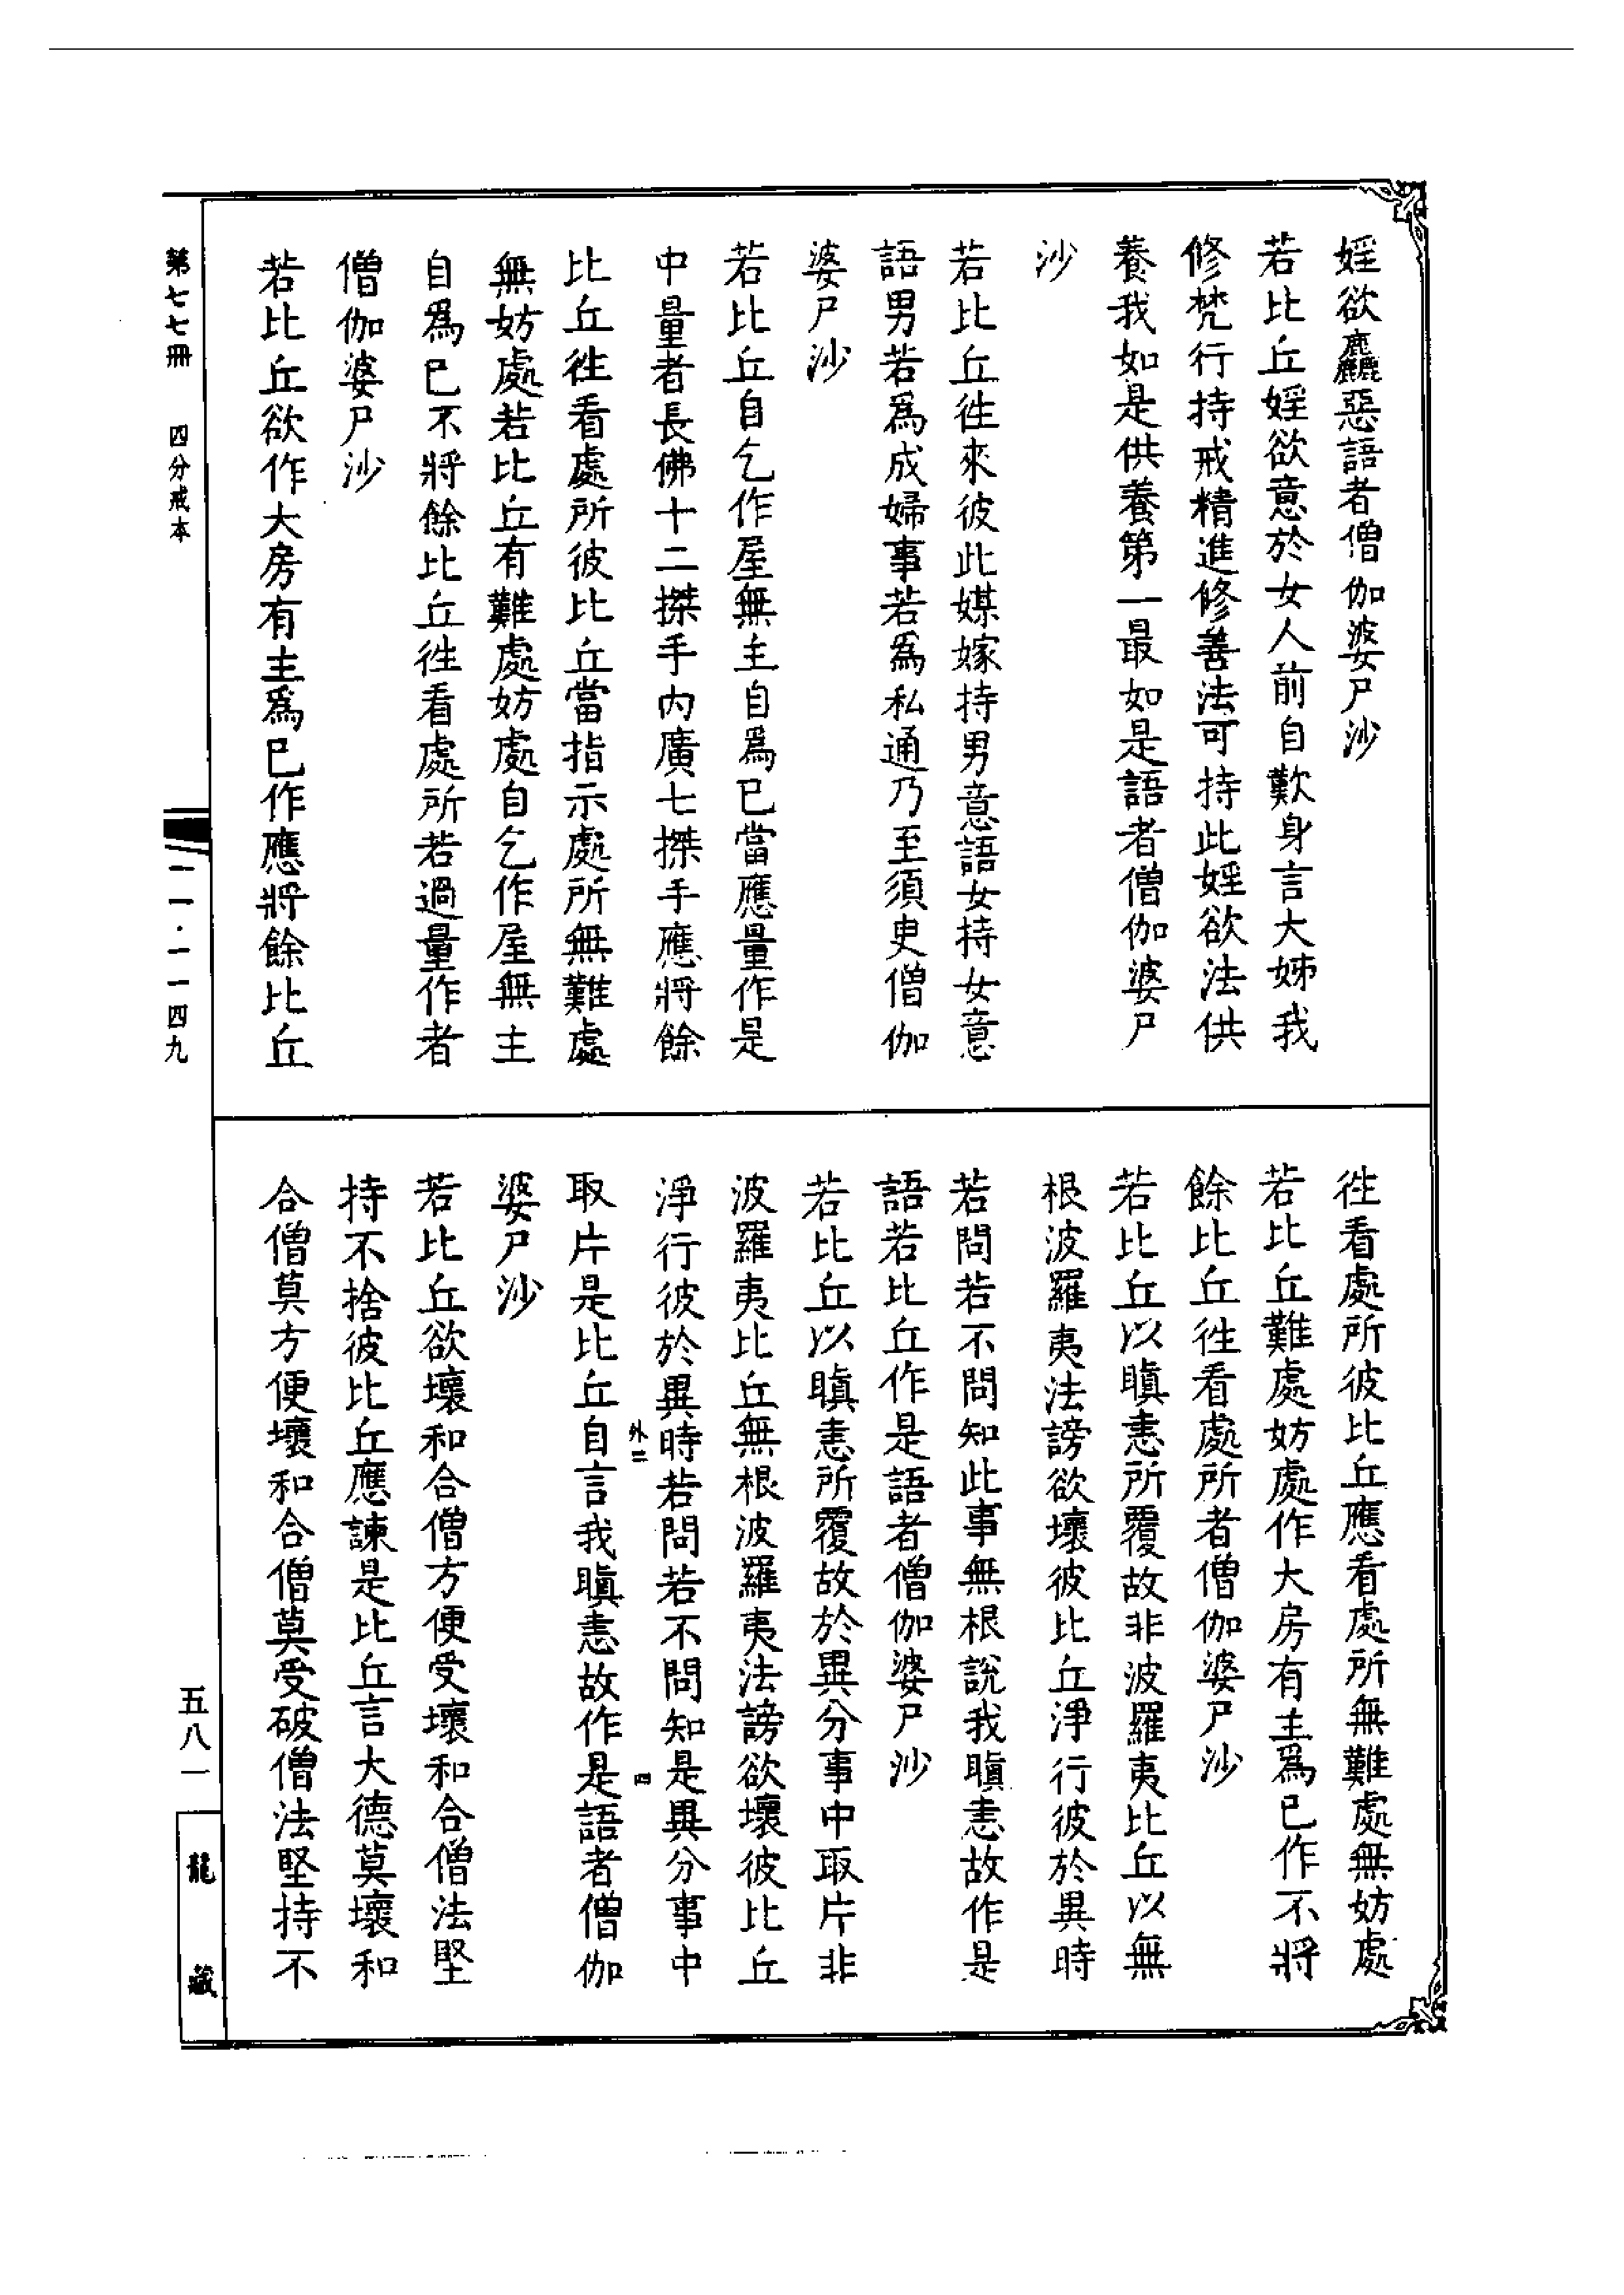 婬欲麤惡語者僧伽婆尸沙
若比丘婬欲意於女人前自歎身言大姊我
修梵行持戒精進修善法可持此婬欲法供
養我如是供養第一最如是語者僧伽婆尸
沙
若比丘徃來彼此媒嫁持男意語女持女意
語男若爲成婦事若爲私通乃至須臾僧伽
婆尸沙
若比丘自乞作屋無主自爲已當應量作是
中量者長佛十二搩手内廣七搩手應將餘
比丘徃看處所彼比丘當指示處所無難處
無妨處若比丘有難處妨處自乞作屋無主
自爲已不將餘比丘徃看處所若過量作者
僧伽婆尸沙
若比丘欲作大房有主爲已作應將餘比丘
徃看處所彼比丘應看處所無難處無妨處
若比丘難處妨處作大房有主爲已作不將
餘比丘徃看處所者僧伽婆尸沙
若比丘以瞋恚所覆故非波羅夷比丘以無
根波羅夷法謗欲壞彼比丘淨行彼於異時
若問若不問知此事無根說我瞋恚故作是
語若比丘作是語者僧伽婆尸沙
若比丘以瞋恚所覆故於異分事中取片非
波羅夷比丘無根波羅夷法謗欲壞彼比丘
淨行彼於異時若問若不問知是異分事中
外二 四
取片是比丘自言我瞋恚故作是語者僧伽
婆尸沙
若比丘欲壞和合僧方便受壞和合僧法堅
持不捨彼比丘應諫是比丘言大德莫壞和
合僧莫方便壞和合僧莫受破僧法堅持不
第七七冊 四分戒本 一一·一一四九
五八一
龍藏